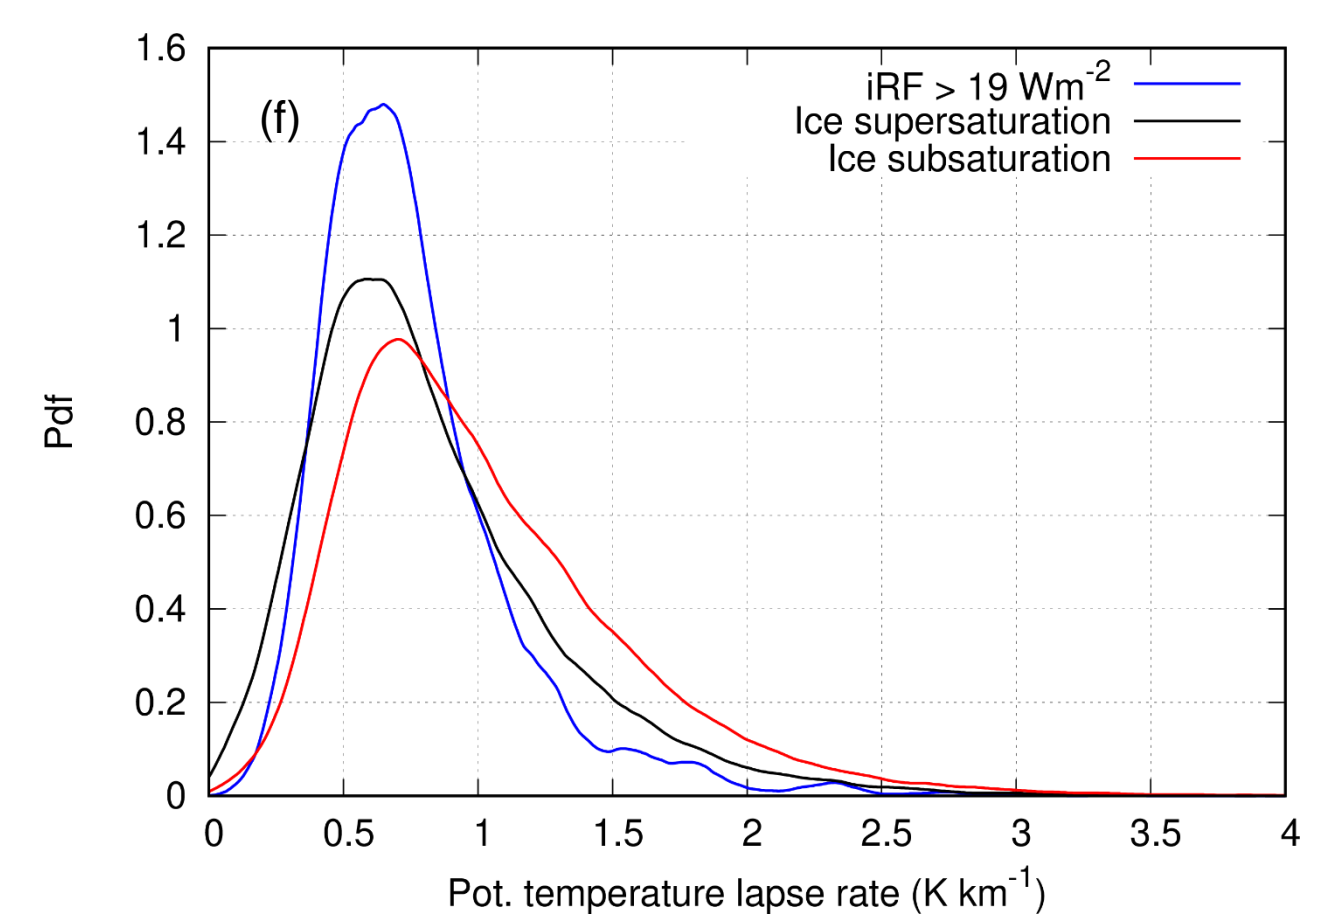 (f)
iRF > 19 Wm-2
Ice supersaturation
Ice subsaturation
1.6
1.4
1.2
1
0.8
0.6
0.4
0.2
0
Pdf
0 0.5 1 1.5 2 2.5 3 3.5 4
Pot. temperature lapse rate (K km-1)